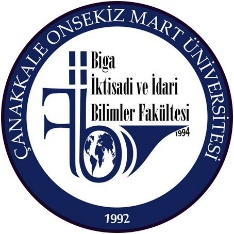 ÇANAKKALE ONSEKİZ MART ÜNİVERSİTESİ
Biga
İktisadi ve İdari
Bilimler Fakültesi
1994
1992